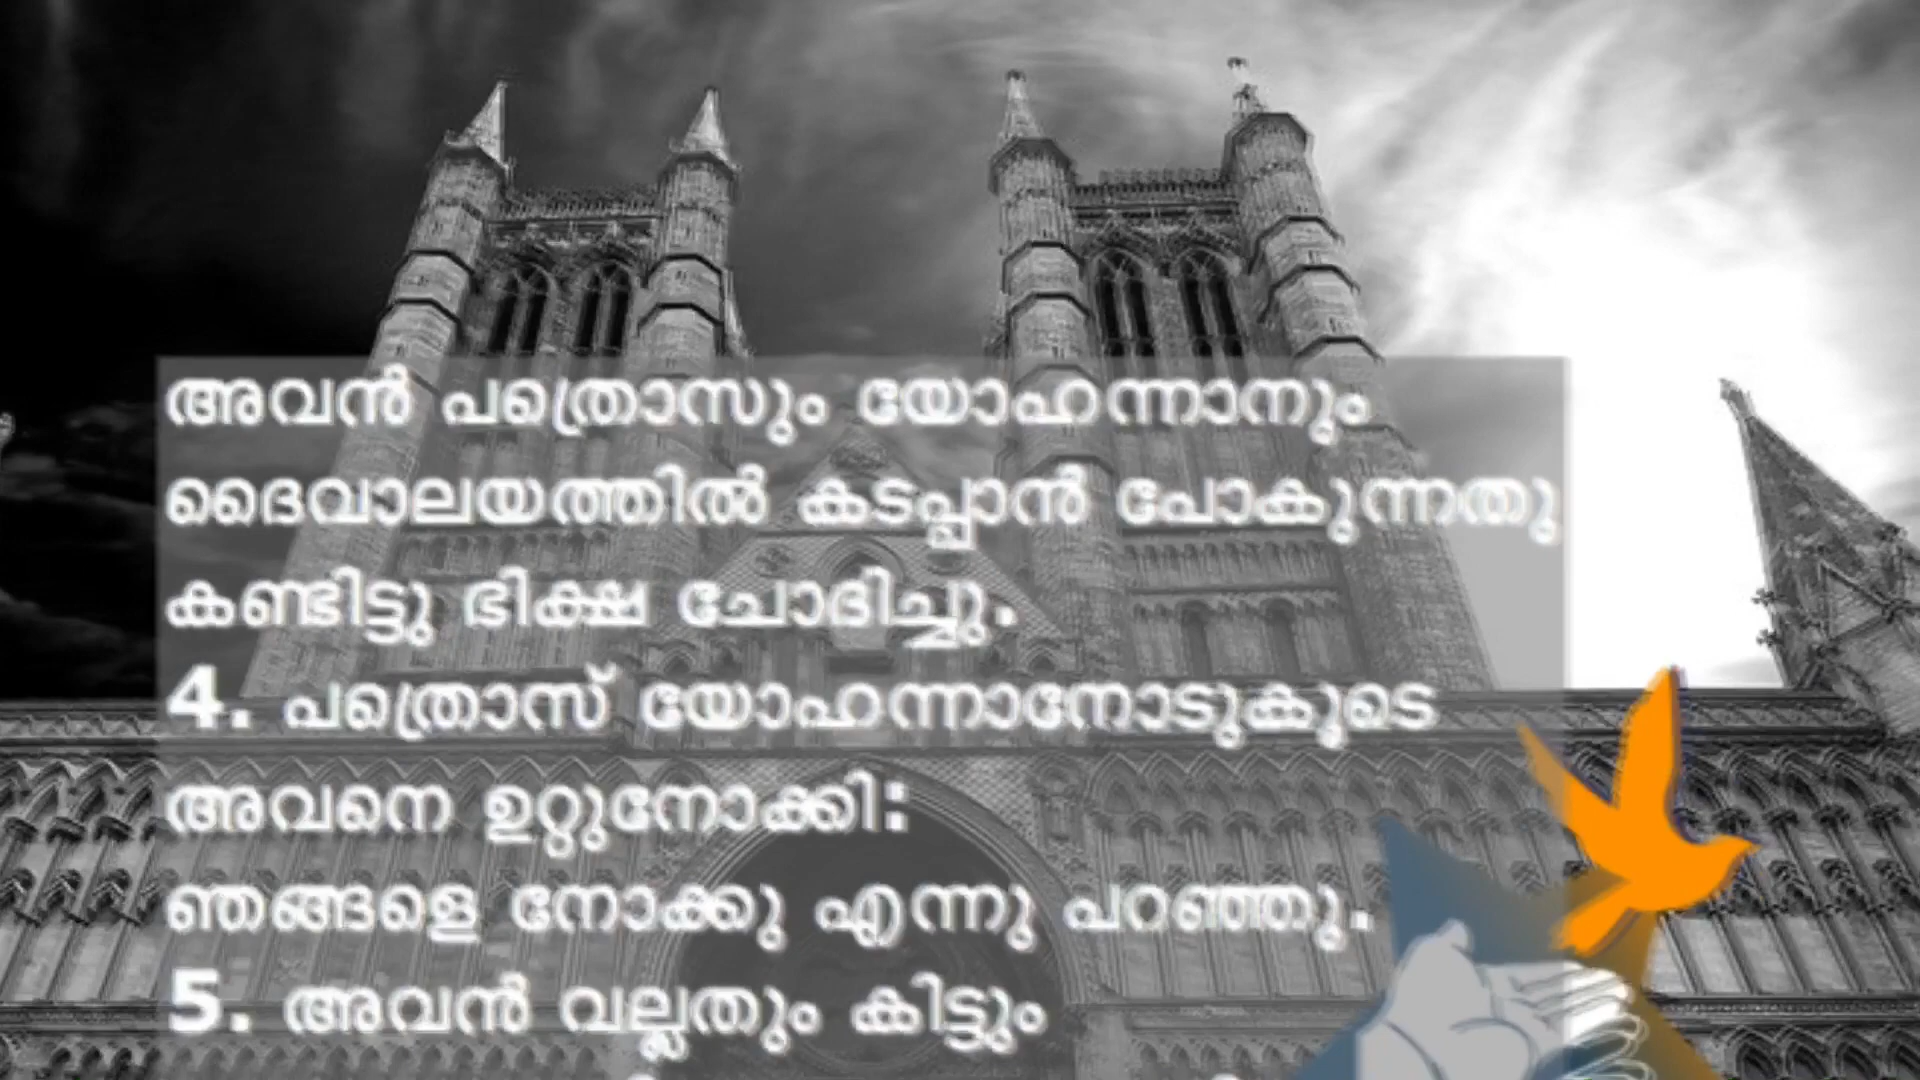 അവൻ പത്രൊസും യോഹന്നാനും
ദൈവാലയത്തിൽ കടപ്പാൻ പോകുന്നതു
കണ്ടിട്ടു ഭിക്ഷ ചോദിച്ചു.
4. പത്രൊസ് യോഹന്നാനോടുകുടെ
അവനെ ഉറ്റുനോക്കി:
ഞങ്ങളെ നോക്കു എന്നു പറഞ്ഞു.
5. അവൻ വല്ലതും കിട്ടും